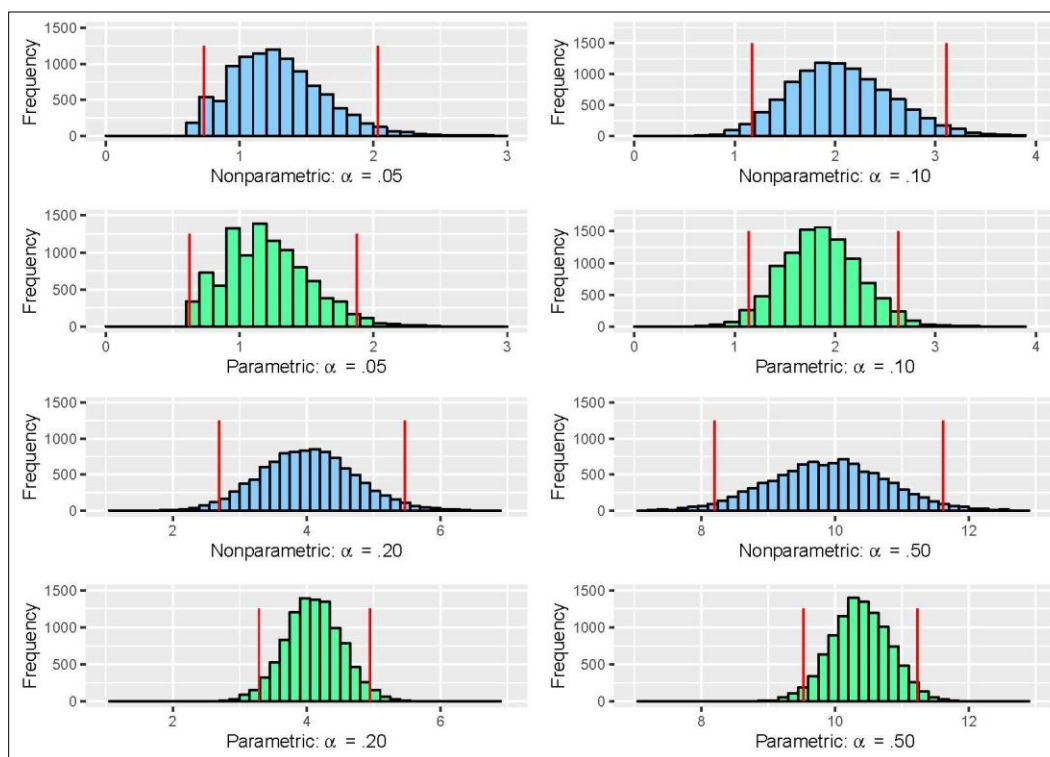 1500
1000
500
0
Frequency
0 1 2 3
Nonparametric: α = .05
1500
1000
500
0
Frequency
0 1 2 3 4
Nonparametric: α = .10
1500
1000
500
0
Frequency
0 1 2 3
Parametric: α = .05
1500
1000
500
0
Frequency
0 1 2 3 4
Parametric: α = .10
1500
1000
500
0
Frequency
2 4 6
Nonparametric: α = .20
1500
1000
500
0
Frequency
8 10 12
Nonparametric: α = .50
1500
1000
500
0
Frequency
2 4 6
Parametric: α = .20
1500
1000
500
0
Frequency
8 10 12
Parametric: α = .50